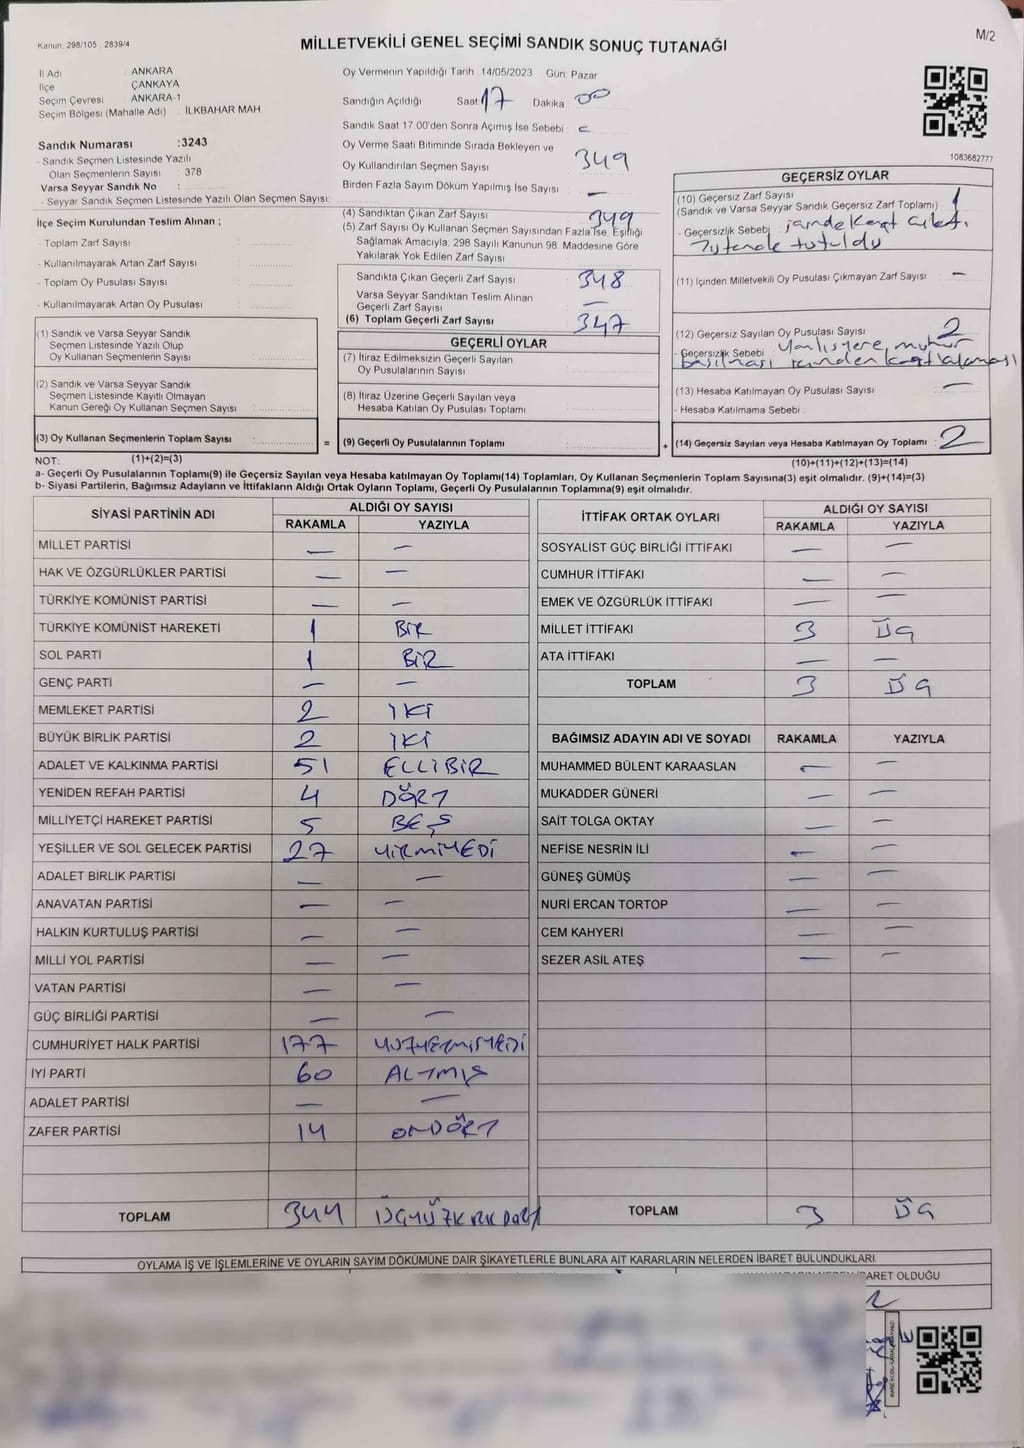 M/2
Kanun: 298/105 , 2839/4
MİLLETVEKİLİ GENEL SEÇİMİ SANDIK SONUÇ TUTANAĞI
İl Adı : ANKARA
İlçe : ÇANKAYA
Seçim Çevresi : ANKARA-1
Seçim Bölgesi (Mahalle Adı) : İLKBAHAR MAH.
Sandık Numarası :3243
- Sandık Seçmen Listesinde Yazılı
Olan Seçmenlerin Sayısı : 378
Varsa Seyyar Sandık No :
- Seyyar Sandık Seçmen Listesinde Yazılı Olan Seçmen Sayısı:
İlçe Seçim Kurulundan Teslim Alınan ;
- Toplam Zarf Sayısı :
- Kullanılmayarak Artan Zarf Sayısı :
- Toplam Oy Pusulası :
- Kullanılmayarak Artan Oy Pusulası :
(1) Sandık ve Varsa Seyyar Sandık
Seçmen Listesinde Yazılı Olup
Oy Kullanan Seçmenlerin Sayısı :
(2) Sandık ve Varsa Seyyar Sandık
Seçmen Listesinde Kayıtlı Olmayan
Kanun Gereği Oy Kullanan Seçmen Sayısı :
(3) Oy Kullanan Seçmenlerin Toplam Sayısı :
Oy Vermenin Yapıldığı Tarih : 14/05/2023 Gün: Pazar
Sandığın Açıldığı Saat 17 Dakika 00
Sandık Saat 17:00'den Sonra Açımış İse Sebebi :
Oy Verme Saati Bitiminde Sırada Bekleyen ve
Oy Kullandırılan Seçmen Sayısı : 349
Birden Fazla Sayım Döküm Yapılmış İse Sayısı : —
(4) Sandıktan Çıkan Zarf Sayısı : 349
(5) Zarf Sayısı Oy Kullanan Seçmen Sayısından Fazla İse, Eşitliği
Sağlamak Amacıyla; 298 Sayılı Kanunun 98. Maddesine Göre
Yakılarak Yok Edilen Zarf Sayısı :
Sandıkta Çıkan Geçerli Zarf Sayısı : 348
Varsa Seyyar Sandıktan Teslim Alınan
Geçerli Zarf Sayısı : —
(6) Toplam Geçerli Zarf Sayısı : 347
GEÇERLİ OYLAR
(7) İtiraz Edilmeksizin Geçerli Sayılan
Oy Pusulalarının Sayısı :
(8) İtiraz Üzerine Geçerli Sayılan veya
Hesaba Katılan Oy Pusulası Toplamı :
= (9) Geçerli Oy Pusulalarının Toplamı :
1083682777
GEÇERSİZ OYLAR
(10) Geçersiz Zarf Sayısı : 1
(Sandık ve Varsa Seyyar Sandık Geçersiz Zarf Toplamı)
- Geçersizlik Sebebi :
tutuldu
(11) İçinden Milletvekili Oy Pusulası Çıkmayan Zarf Sayısı : —
(12) Geçersiz Sayılan Oy Pusulası Sayısı : 2
- Geçersizlik Sebebi : Yanlış yere mühür
basılması
(13) Hesaba Katılmayan Oy Pusulası Sayısı : —
- Hesaba Katılmama Sebebi :
+ (14) Geçersiz Sayılan veya Hesaba Katılmayan Oy Toplamı : 2
NOT: (1)+(2)=(3) (10)+(11)+(12)+(13)=(14)
a- Geçerli Oy Pusulalarının Toplamı(9) ile Geçersiz Sayılan veya Hesaba katılmayan Oy Toplamı(14) Toplamları, Oy Kullanan Seçmenlerin Toplam Sayısına(3) eşit olmalıdır. (9)+(14)=(3)
b- Siyasi Partilerin, Bağımsız Adayların ve İttifakların Aldığı Ortak Oyların Toplamı, Geçerli Oy Pusulalarının Toplamına(9) eşit olmalıdır.
SİYASİ PARTİNİN ADI ALDIĞI OY SAYISI
RAKAMLA YAZIYLA
MİLLET PARTİSİ — —
HAK VE ÖZGÜRLÜKLER PARTİSİ — —
TÜRKİYE KOMÜNİST PARTİSİ — —
TÜRKİYE KOMÜNİST HAREKETİ 1 BİR
SOL PARTİ 1 BİR
GENÇ PARTİ — —
MEMLEKET PARTİSİ 2 İKİ
BÜYÜK BİRLİK PARTİSİ 2 İKİ
ADALET VE KALKINMA PARTİSİ 51 ELLİBİR
YENİDEN REFAH PARTİSİ 4 DÖRT
MİLLİYETÇİ HAREKET PARTİSİ 5 BEŞ
YEŞİLLER VE SOL GELECEK PARTİSİ 27 YİRMİYEDİ
ADALET BİRLİK PARTİSİ — —
ANAVATAN PARTİSİ — —
HALKIN KURTULUŞ PARTİSİ — —
MİLLİ YOL PARTİSİ — —
VATAN PARTİSİ — —
GÜÇ BİRLİĞİ PARTİSİ — —
CUMHURİYET HALK PARTİSİ 177 YÜZYETMİŞYEDİ
İYİ PARTİ 60 ALTMIŞ
ADALET PARTİSİ — —
ZAFER PARTİSİ 14 ONDÖRT
TOPLAM 344 ÜÇYÜZKIRKDÖRT
İTTİFAK ORTAK OYLARI ALDIĞI OY SAYISI
RAKAMLA YAZIYLA
SOSYALİST GÜÇ BİRLİĞİ İTTİFAKI — —
CUMHUR İTTİFAKI — —
EMEK VE ÖZGÜRLÜK İTTİFAKI — —
MİLLET İTTİFAKI 3 ÜÇ
ATA İTTİFAKI — —
TOPLAM 3 ÜÇ
BAĞIMSIZ ADAYIN ADI VE SOYADI RAKAMLA YAZIYLA
MUHAMMED BÜLENT KARAASLAN — —
MUKADDER GÜNERİ — —
SAİT TOLGA OKTAY — —
NEFİSE NESRİN İLİ — —
GÜNEŞ GÜMÜŞ — —
NURİ ERCAN TORTOP — —
CEM KAHYERİ — —
SEZER ASİL ATEŞ — —
TOPLAM 3 ÜÇ
OYLAMA İŞ VE İŞLEMLERİNE VE OYLARIN SAYIM DÖKÜMÜNE DAİR ŞİKAYETLERLE BUNLARA AİT KARARLARIN NELERDEN İBARET BULUNDUKLARI
OLDUĞU